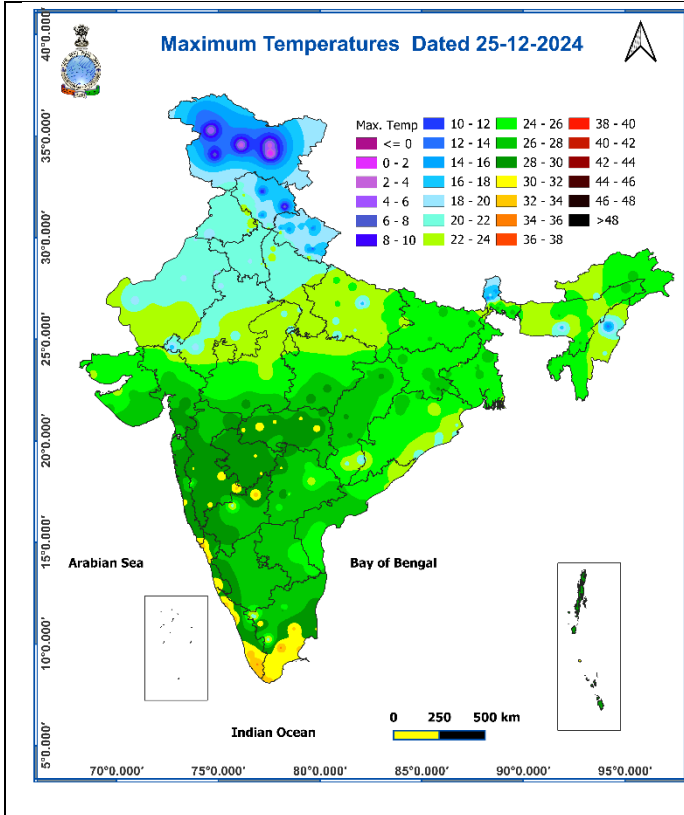 Maximum Temperatures Dated 25-12-2024
Max. Temp
<= 0
0 - 2
2 - 4
4 - 6
6 - 8
8 - 10
10 - 12
12 - 14
14 - 16
16 - 18
18 - 20
20 - 22
22 - 24
24 - 26
26 - 28
28 - 30
30 - 32
32 - 34
34 - 36
36 - 38
38 - 40
40 - 42
42 - 44
44 - 46
46 - 48
>48
40°0.000'
35°0.000'
30°0.000'
25°0.000'
20°0.000'
15°0.000'
10°0.000'
5°0.000'
Arabian Sea
Bay of Bengal
Indian Ocean
0 250 500 km
70°0.000' 75°0.000' 80°0.000' 85°0.000' 90°0.000' 95°0.000'